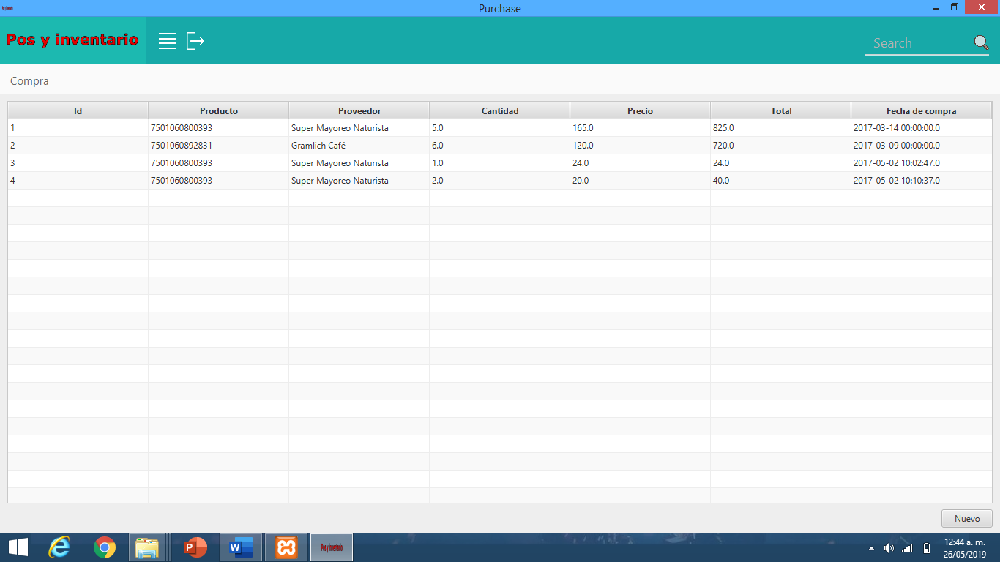 Pos y inventario
Purchase
Pos y inventario
Search
Compra
Id Producto Proveedor Cantidad Precio Total Fecha de compra
1 7501060800393 Super Mayoreo Naturista 5.0 165.0 825.0 2017-03-14 00:00:00.0
2 7501060892831 Gramlich Café 6.0 120.0 720.0 2017-03-09 00:00:00.0
3 7501060800393 Super Mayoreo Naturista 1.0 24.0 24.0 2017-05-02 10:02:47.0
4 7501060800393 Super Mayoreo Naturista 2.0 20.0 40.0 2017-05-02 10:10:37.0
Nuevo
Pos y inventario
12:44 a. m.
26/05/2019